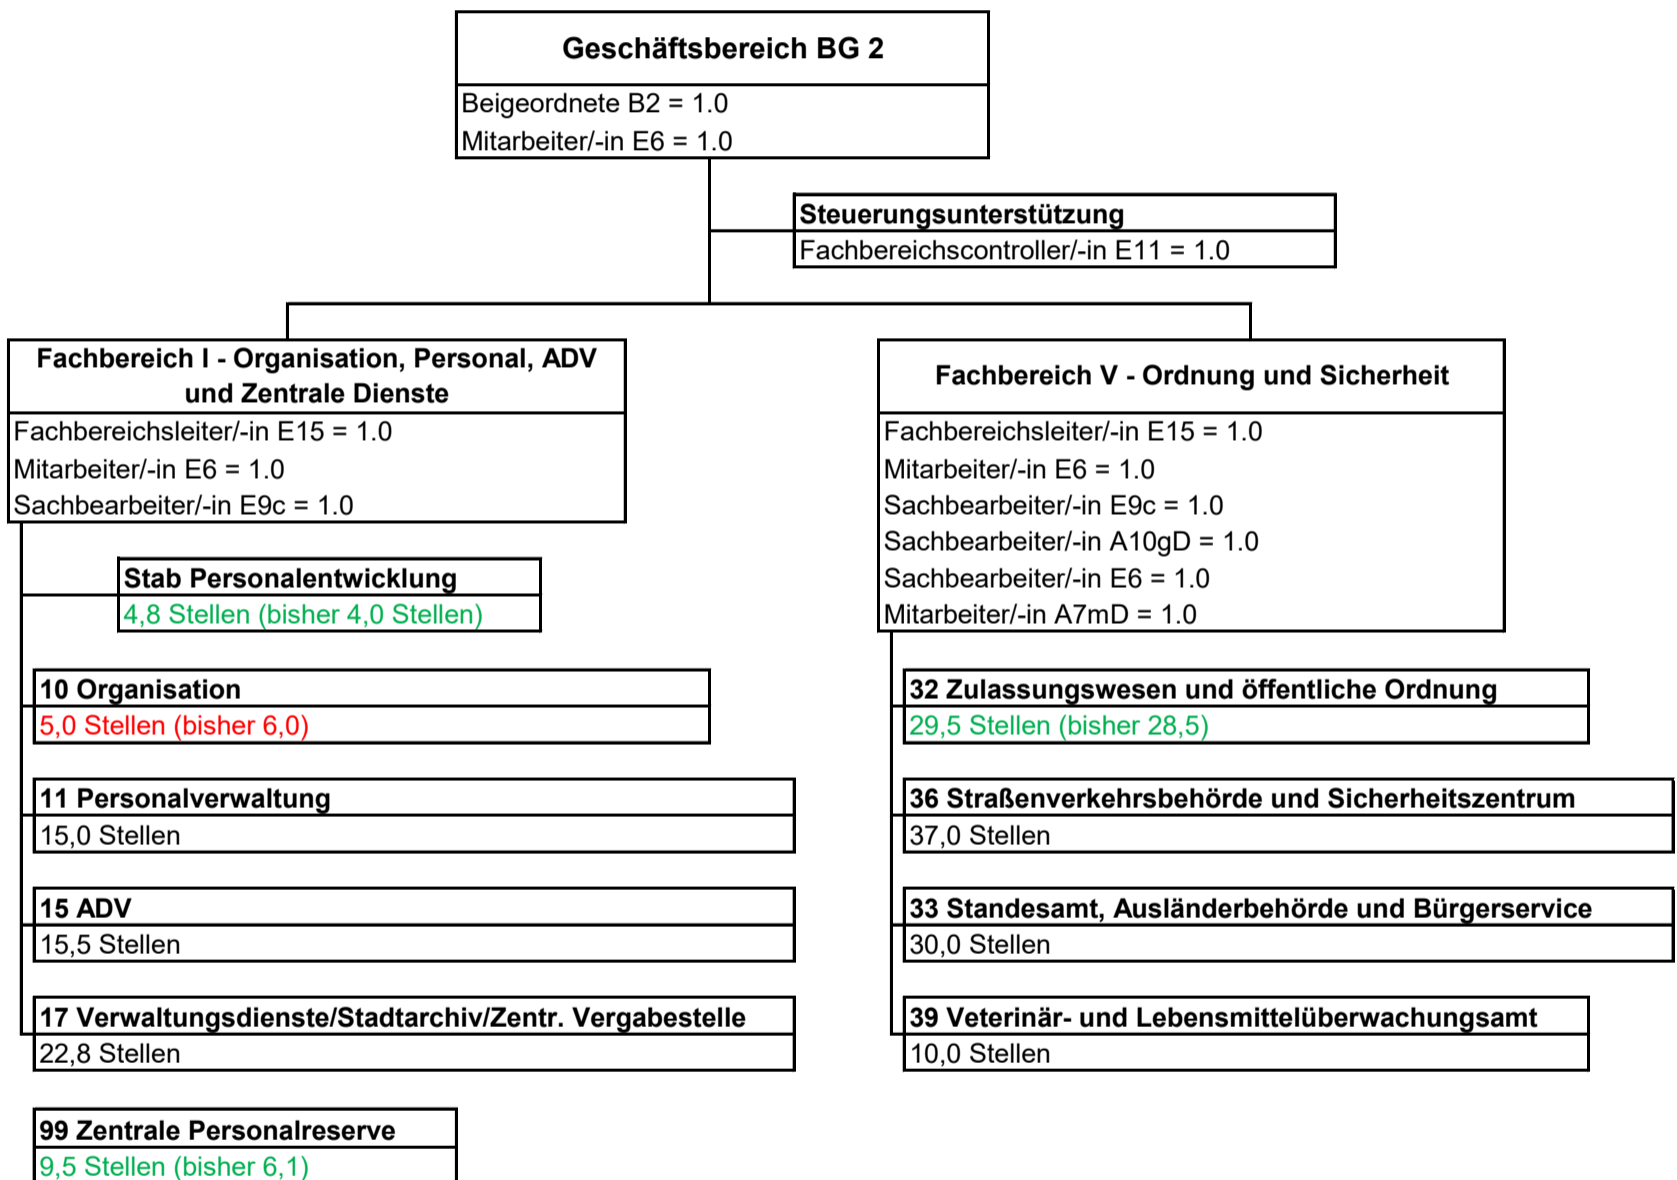 Geschäftsbereich BG 2
Beigeordnete B2 = 1.0
Mitarbeiter/-in E6 = 1.0
Steuerungsunterstützung
Fachbereichscontroller/-in E11 = 1.0
Fachbereich I - Organisation, Personal, ADV
und Zentrale Dienste
Fachbereichsleiter/-in E15 = 1.0
Mitarbeiter/-in E6 = 1.0
Sachbearbeiter/-in E9c = 1.0
Stab Personalentwicklung
4,8 Stellen (bisher 4,0 Stellen)
10 Organisation
5,0 Stellen (bisher 6,0)
11 Personalverwaltung
15,0 Stellen
15 ADV
15,5 Stellen
17 Verwaltungsdienste/Stadtarchiv/Zentr. Vergabestelle
22,8 Stellen
99 Zentrale Personalreserve
9,5 Stellen (bisher 6,1)
Fachbereich V - Ordnung und Sicherheit
Fachbereichsleiter/-in E15 = 1.0
Mitarbeiter/-in E6 = 1.0
Sachbearbeiter/-in E9c = 1.0
Sachbearbeiter/-in A10gD = 1.0
Sachbearbeiter/-in E6 = 1.0
Mitarbeiter/-in A7mD = 1.0
32 Zulassungswesen und öffentliche Ordnung
29,5 Stellen (bisher 28,5)
36 Straßenverkehrsbehörde und Sicherheitszentrum
37,0 Stellen
33 Standesamt, Ausländerbehörde und Bürgerservice
30,0 Stellen
39 Veterinär- und Lebensmittelüberwachungsamt
10,0 Stellen